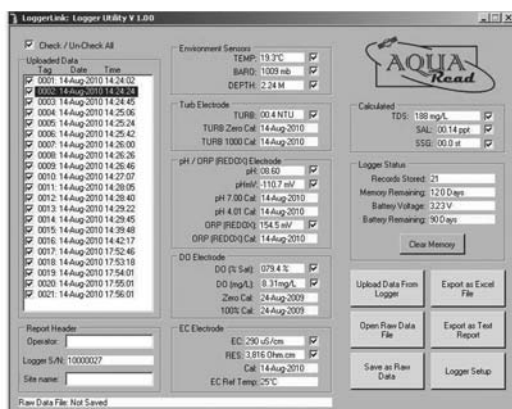 LoggerLink: Logger Utility V 1.00
Check / Un-Check All
Uploaded Data
Tag Date Time
0001: 14-Aug-2010 14:24:02
0002: 14-Aug-2010 14:24:24
0003: 14-Aug-2010 14:24:45
0004: 14-Aug-2010 14:25:06
0005: 14-Aug-2010 14:25:24
0006: 14-Aug-2010 14:25:42
0007: 14-Aug-2010 14:26:00
0008: 14-Aug-2010 14:26:26
0009: 14-Aug-2010 14:26:46
0010: 14-Aug-2010 14:27:07
0011: 14-Aug-2010 14:28:05
0012: 14-Aug-2010 14:28:40
0013: 14-Aug-2010 14:29:22
0014: 14-Aug-2010 14:29:45
0015: 14-Aug-2010 14:39:48
0016: 14-Aug-2010 14:42:17
0017: 14-Aug-2010 17:52:46
0018: 14-Aug-2010 17:53:18
0019: 14-Aug-2010 17:54:01
0020: 14-Aug-2010 17:55:01
0021: 14-Aug-2010 17:56:01
Report Header
Operator:
Logger S/N: 10000027
Site name:
Raw Data File: Not Saved
Environment Sensors
TEMP: 19.3°C
BARO: 1009 mb
DEPTH: 2.24 M
Turb Electrode
TURB: 00.4 NTU
TURB Zero Cal: 14-Aug-2010
TURB 1000 Cal: 14-Aug-2010
pH / ORP (REDOX) Electrode
pH: 08.60
pHmV: -110.7 mV
pH 7.00 Cal: 14-Aug-2010
pH 4.01 Cal: 14-Aug-2010
ORP (REDOX): 154.5 mV
ORP (REDOX) Cal: 14-Aug-2010
DO Electrode
DO (% Sat): 079.4 %
DO (mg/L): 8.31mg/L
Zero Cal: 24-Aug-2009
100% Cal: 24-Aug-2009
EC Electrode
EC: 290 uS/cm
RES: 3,816 Ohm.cm
Cal: 14-Aug-2010
EC Ref Temp: 25°C
AQUA
Read
Calculated
TDS: 188 mg/L
SAL: 00.14 ppt
SSG: 00.0 st
Logger Status
Records Stored: 21
Memory Remaining: 120 Days
Battery Voltage: 3.23 V
Battery Remaining: 90 Days
Clear Memory
Upload Data From
Logger
Export as Excel
File
Open Raw Data
File
Export as Text
Report
Save as Raw
Data
Logger Setup